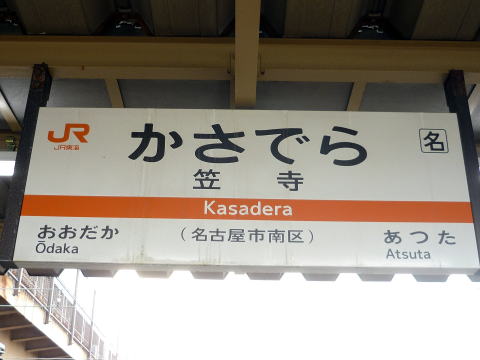 JR
JR東海
かさでら
名
笠寺
Kasadera
おおだか
Ōdaka
(名古屋市南区)
あつた
Atsuta